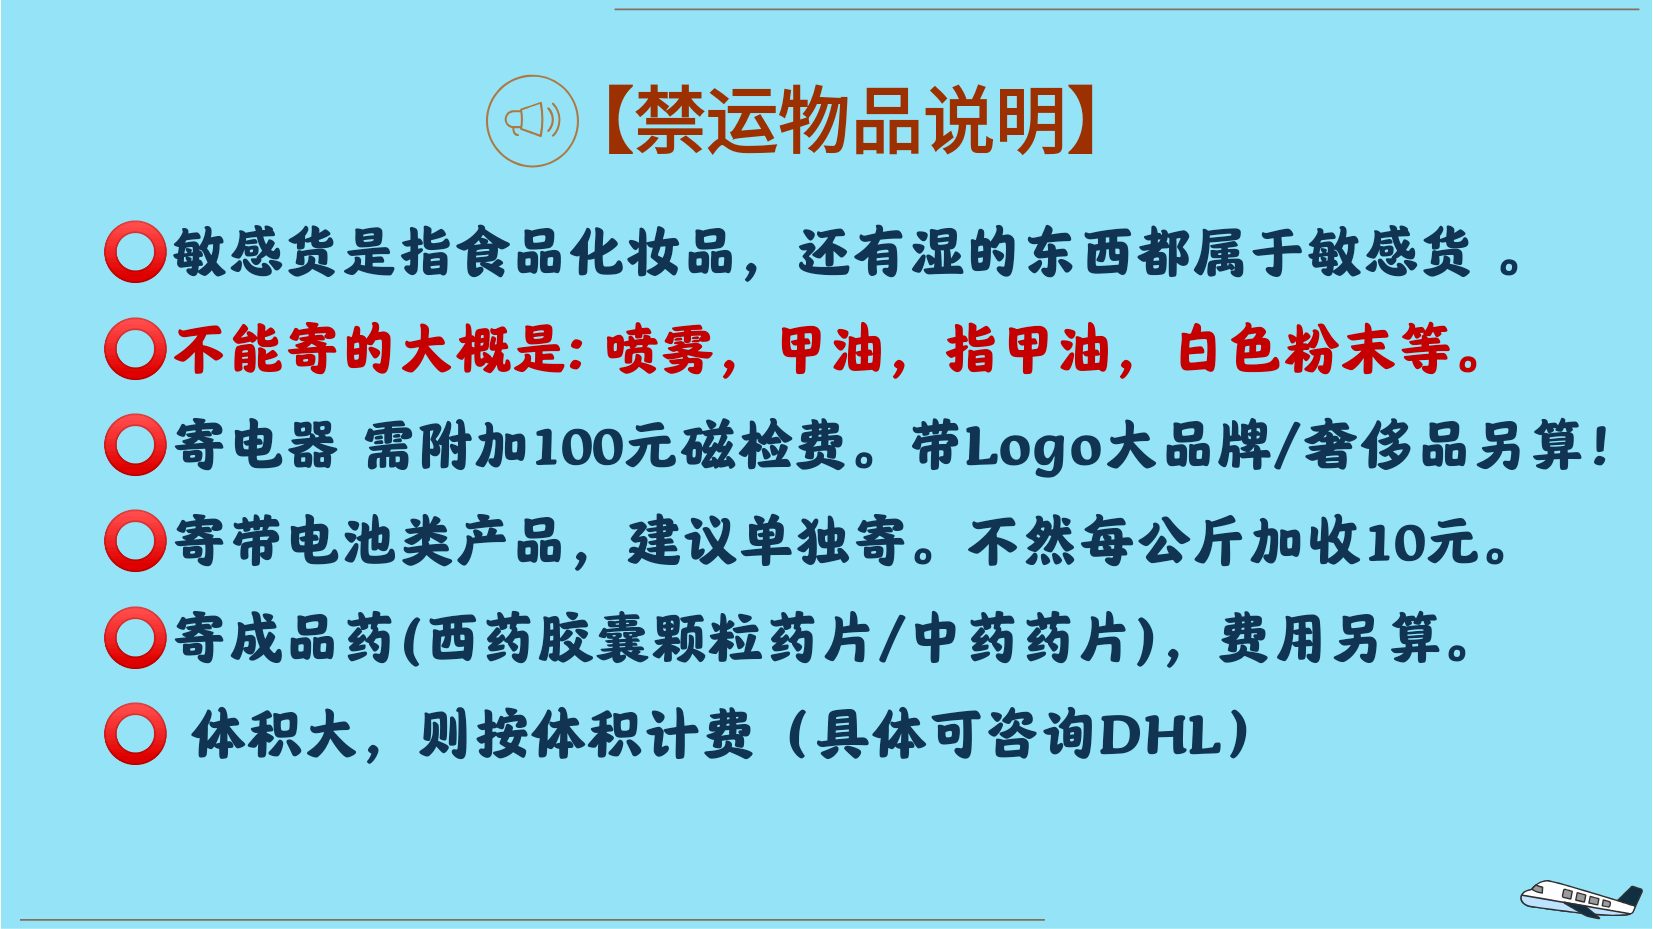 【禁运物品说明】
敏感货是指食品化妆品，还有湿的东西都属于敏感货 。
不能寄的大概是: 喷雾，甲油，指甲油，白色粉末等。
寄电器 需附加100元磁检费。带Logo大品牌/奢侈品另算！
寄带电池类产品，建议单独寄。不然每公斤加收10元。
寄成品药(西药胶囊颗粒药片/中药药片)，费用另算。
体积大，则按体积计费（具体可咨询DHL）